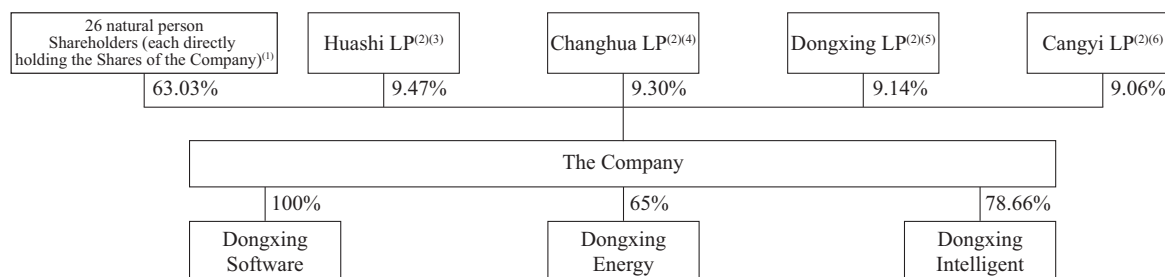 26 natural person
Shareholders (each directly
holding the Shares of the Company)(1)
Huashi LP(2)(3)
Changhua LP(2)(4)
Dongxing LP(2)(5)
Cangyi LP(2)(6)
63.03%
9.47%
9.30%
9.14%
9.06%
The Company
100%
65%
78.66%
Dongxing
Software
Dongxing
Energy
Dongxing
Intelligent